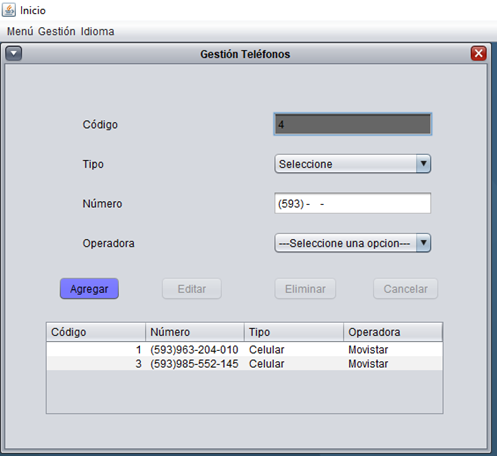 Inicio
Menú Gestión Idioma
Gestión Teléfonos
Código 4
Tipo Seleccione
Número (593) - -
Operadora ---Seleccione una opcion---
Agregar Editar Eliminar Cancelar
Código Número Tipo Operadora
1 (593)963-204-010 Celular Movistar
3 (593)985-552-145 Celular Movistar